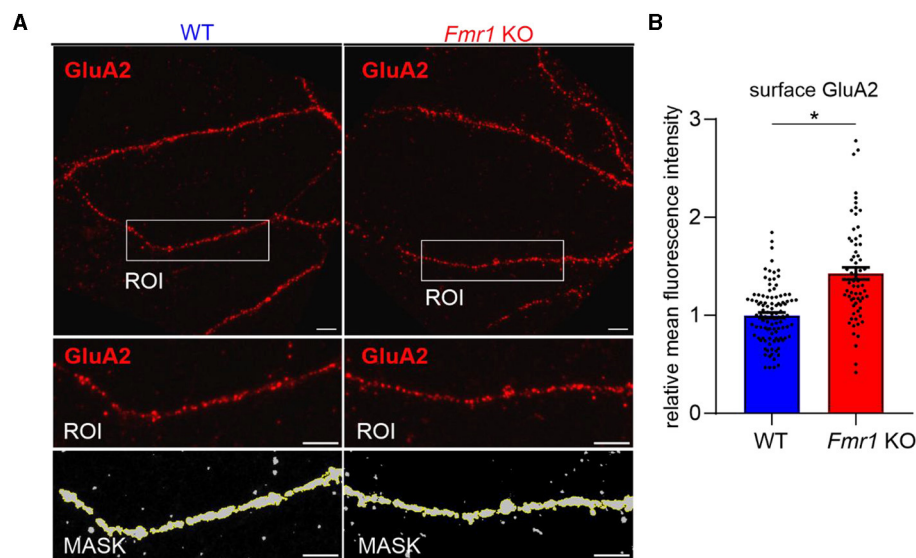 A
WT
Fmr1 KO
GluA2
GluA2
ROI
ROI
GluA2
GluA2
ROI
ROI
MASK
MASK
B
surface GluA2
*
relative mean fluorescence intensity
3
2
1
0
WT
Fmr1 KO